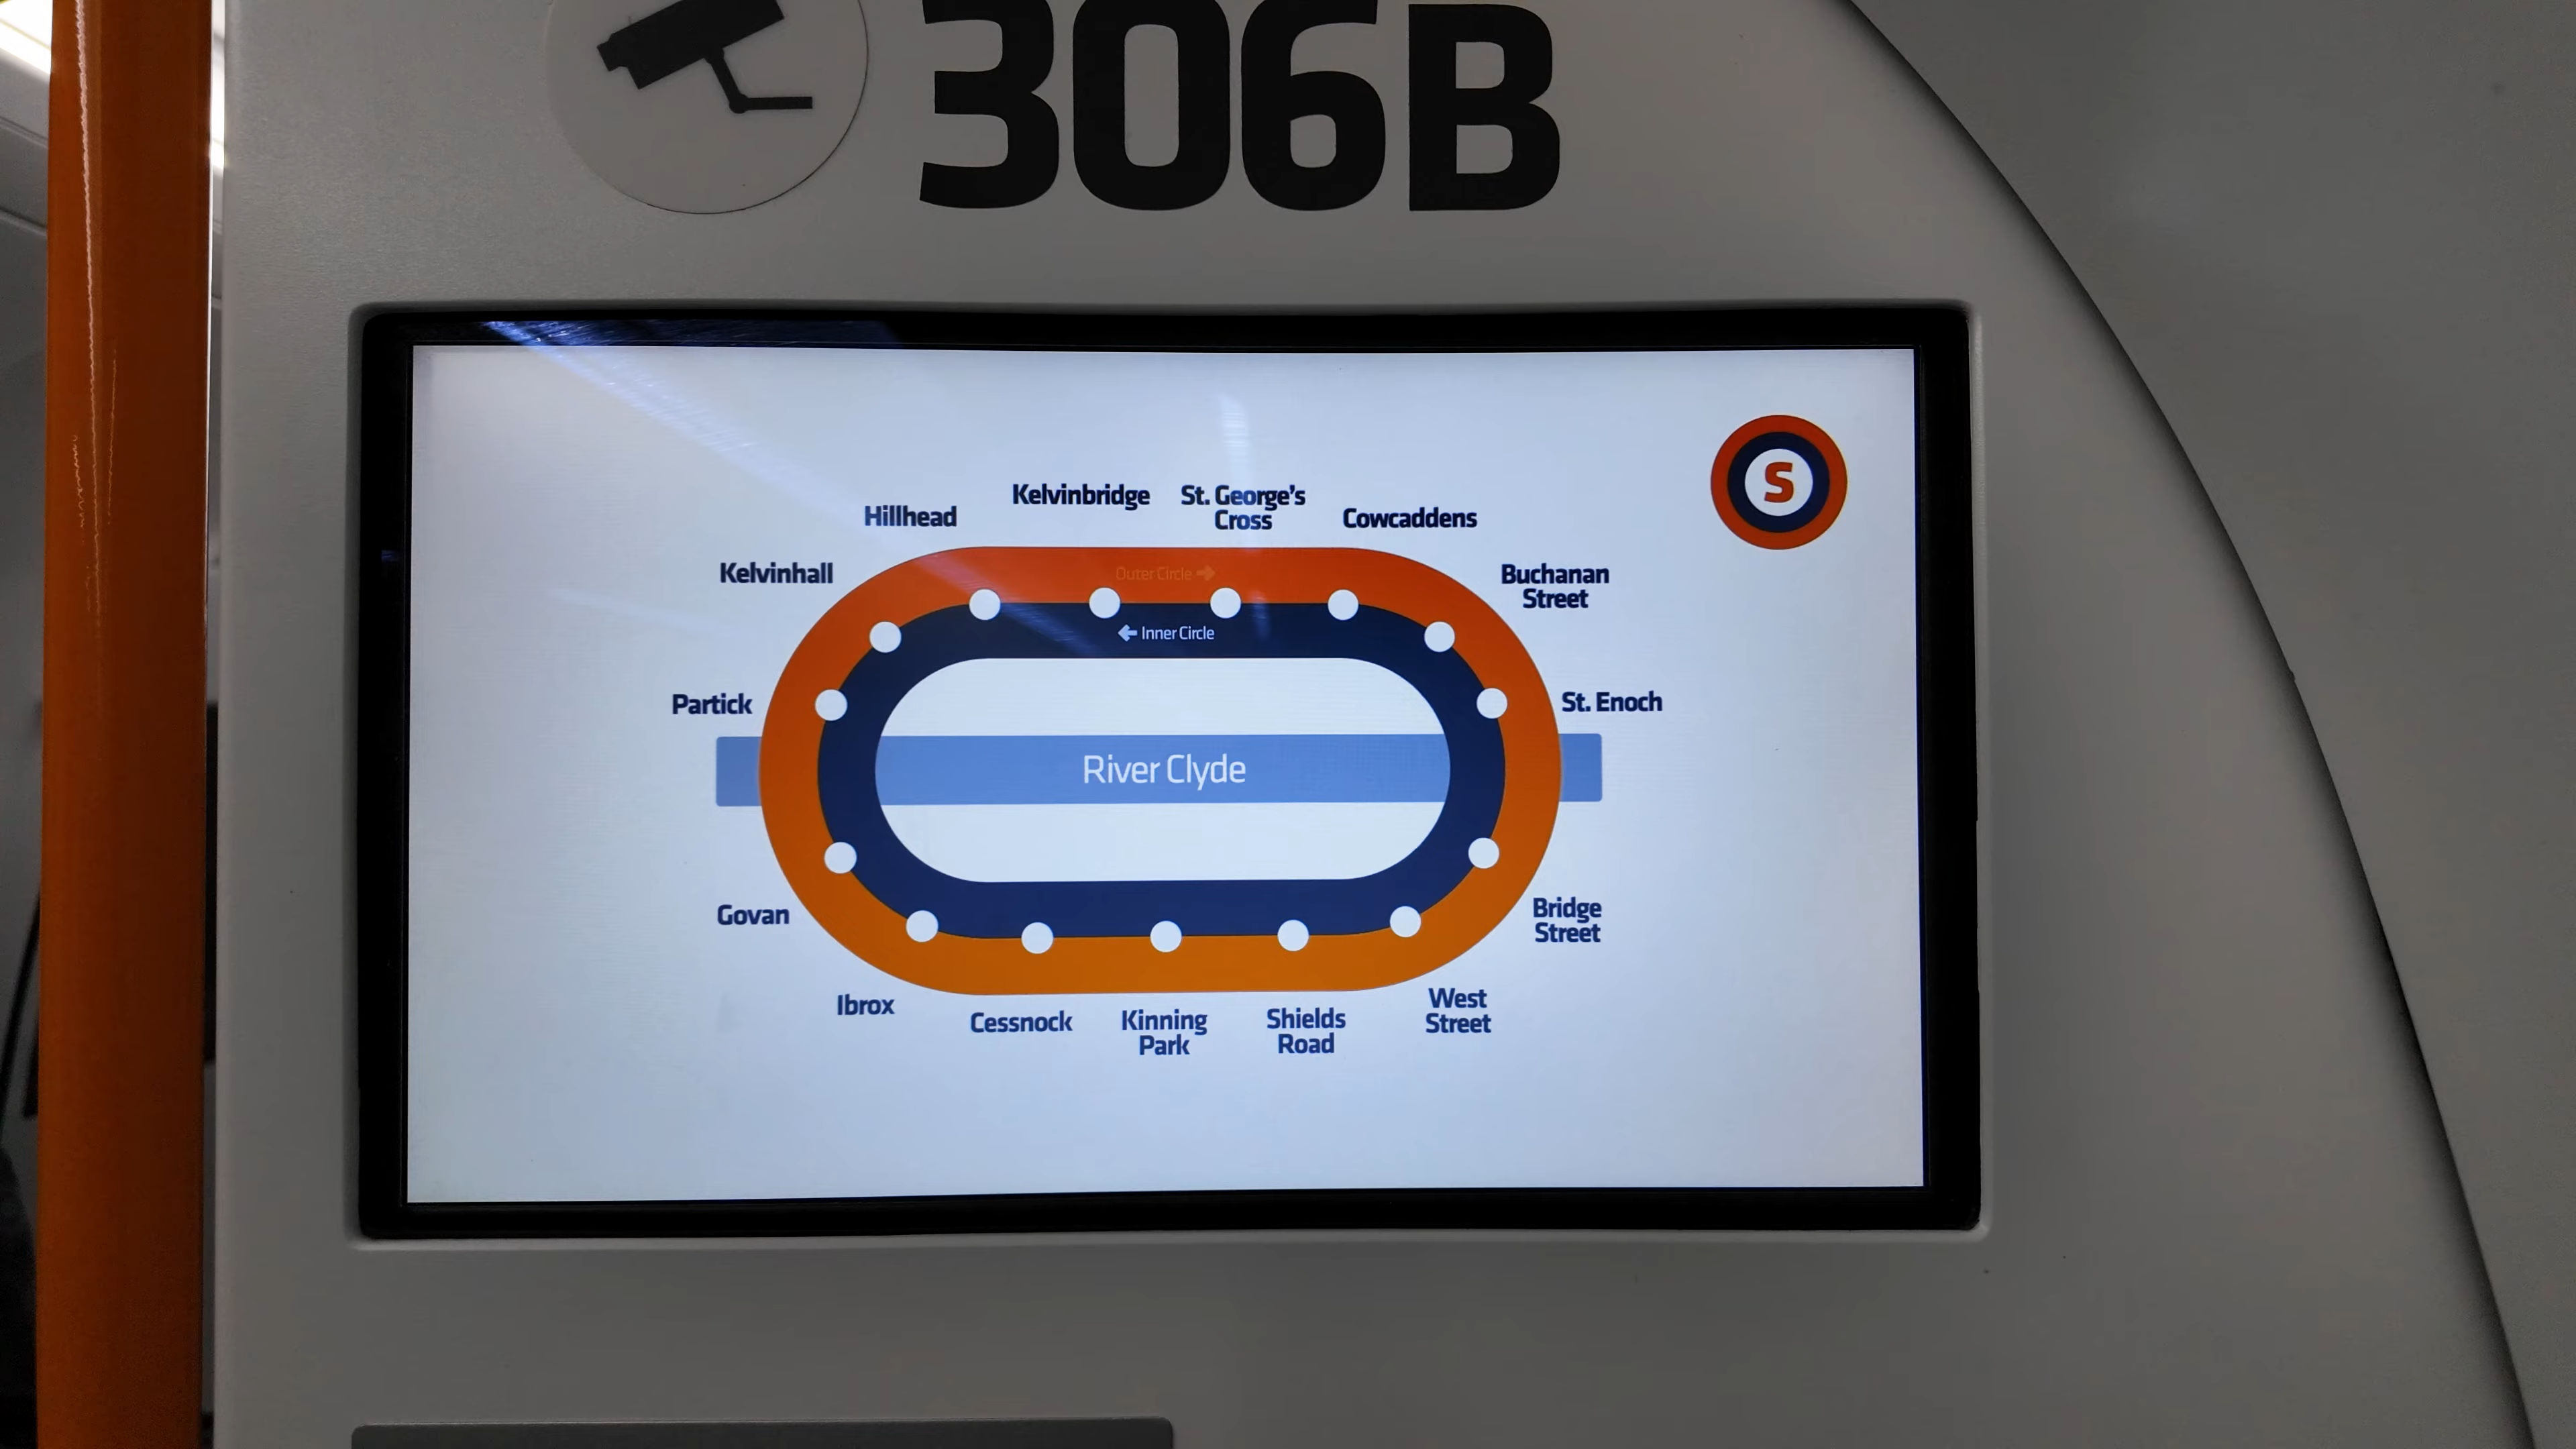 306B
S
Kelvinbridge
St. George's
Cross
Hillhead
Cowcaddens
Kelvinhall
Outer Circle →
Buchanan
Street
← Inner Circle
Partick
St. Enoch
River Clyde
Govan
Bridge
Street
Ibrox
West
Street
Cessnock
Kinning
Park
Shields
Road